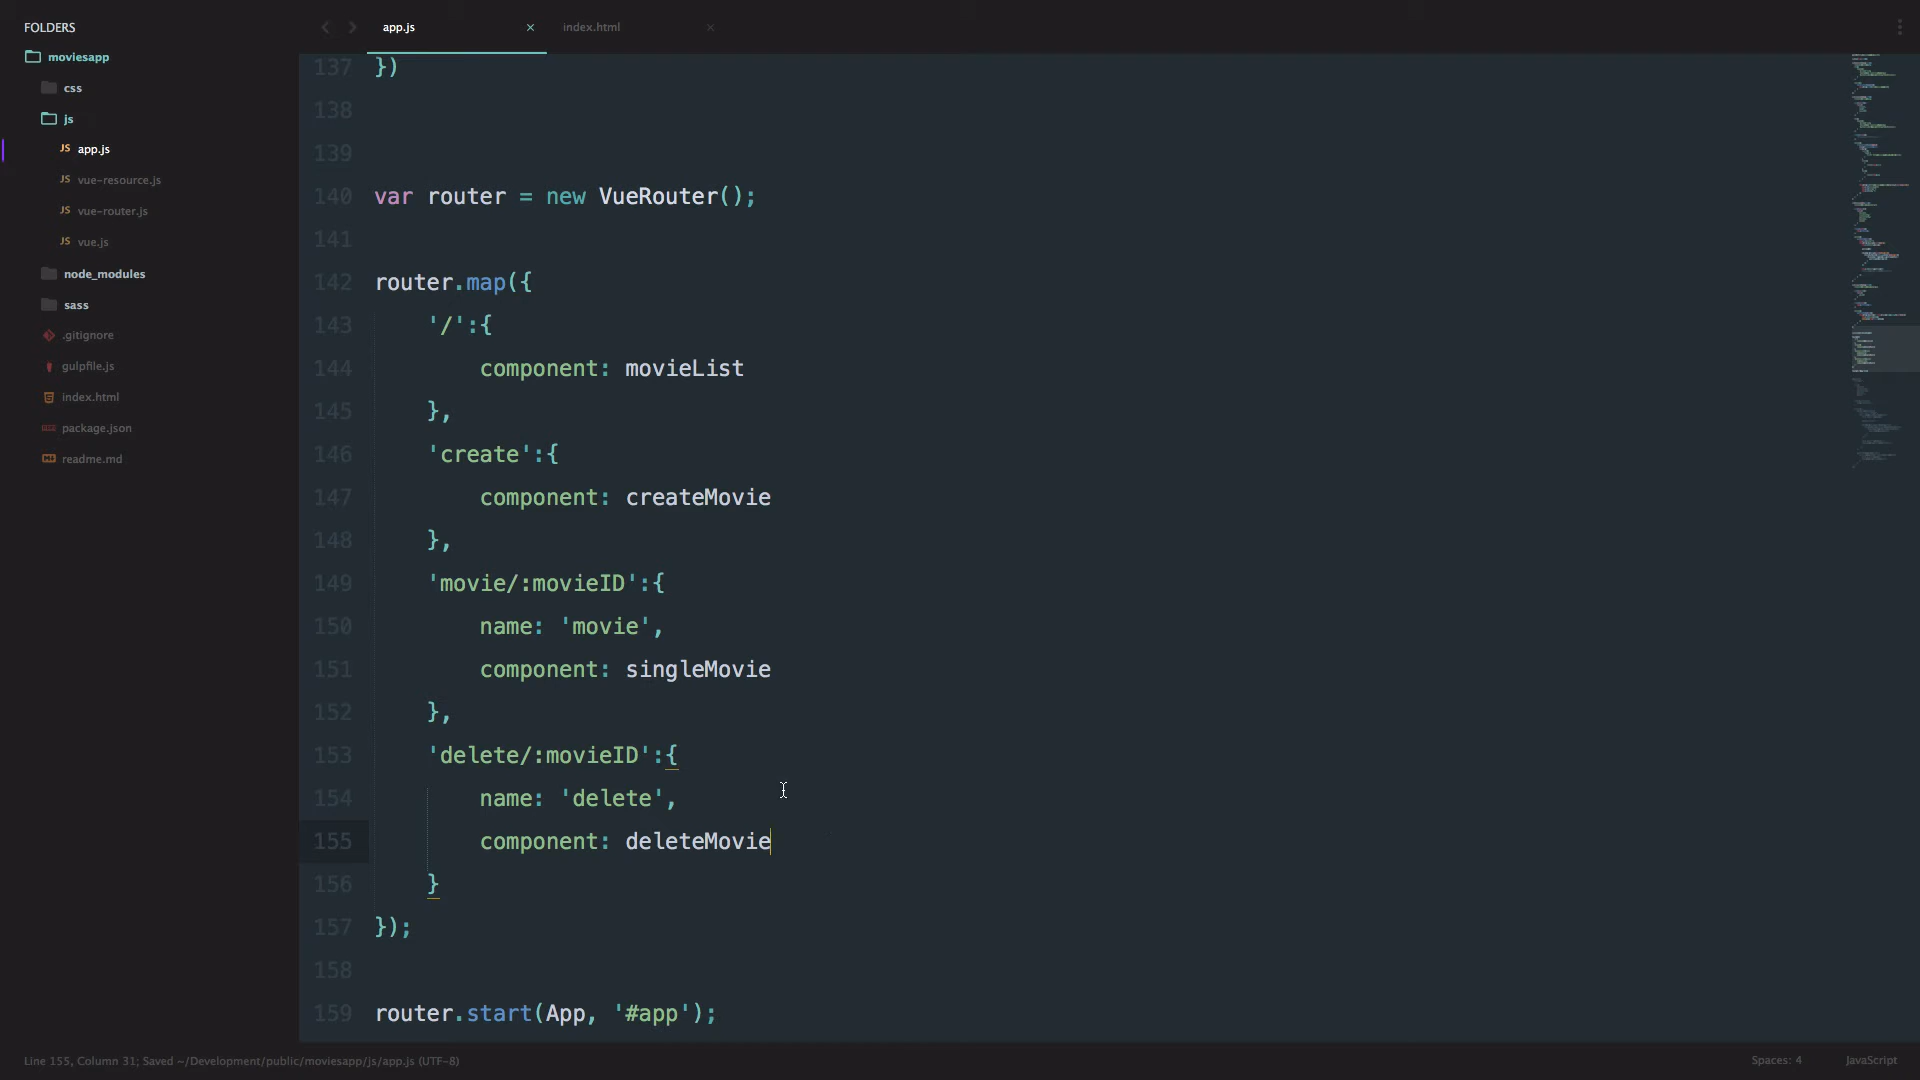 FOLDERS
moviesapp
css
js
JS app.js
JS vue-resource.js
JS vue-router.js
JS vue.js
node_modules
sass
.gitignore
gulpfile.js
index.html
package.json
readme.md
app.js × index.html ×
137 })
138
139
140 var router = new VueRouter();
141
142 router.map({
143 '/':{
144 component: movieList
145 },
146 'create':{
147 component: createMovie
148 },
149 'movie/:movieID':{
150 name: 'movie',
151 component: singleMovie
152 },
153 'delete/:movieID':{
154 name: 'delete',
155 component: deleteMovie
156 }
157 });
158
159 router.start(App, '#app');
Line 155, Column 31; Saved ~/Development/public/moviesapp/js/app.js (UTF-8) Spaces: 4 JavaScript